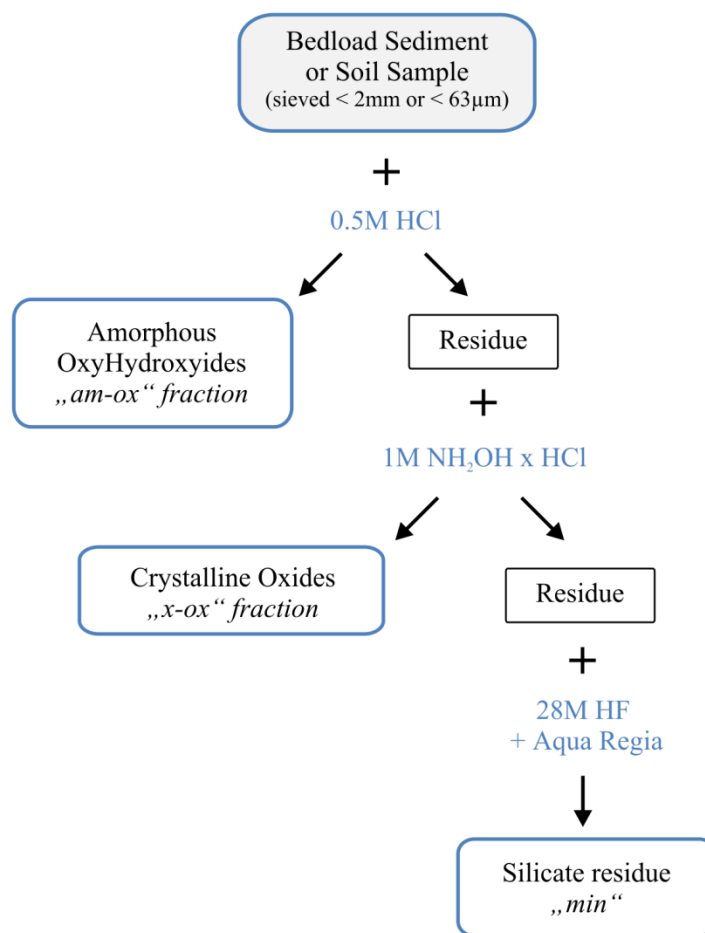 Bedload Sediment
or Soil Sample
(sieved < 2mm or < 63µm)
+
0.5M HCl
Amorphous
OxyHydroxyides
„am-ox“ fraction
Residue
+
1M NH₂OH x HCl
Crystalline Oxides
„x-ox“ fraction
Residue
+
28M HF
+ Aqua Regia
Silicate residue
„min“